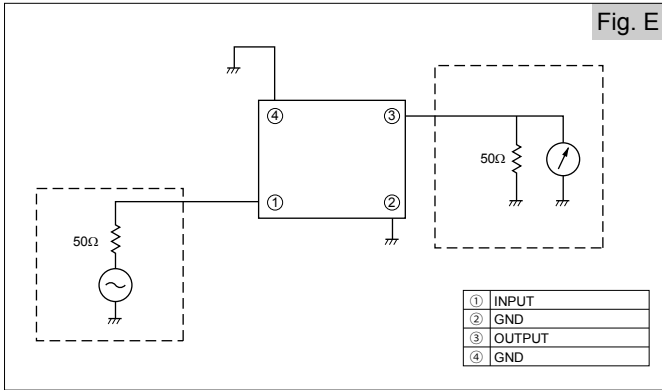 Fig. E
④ ③
50Ω
① ②
50Ω
① INPUT
② GND
③ OUTPUT
④ GND